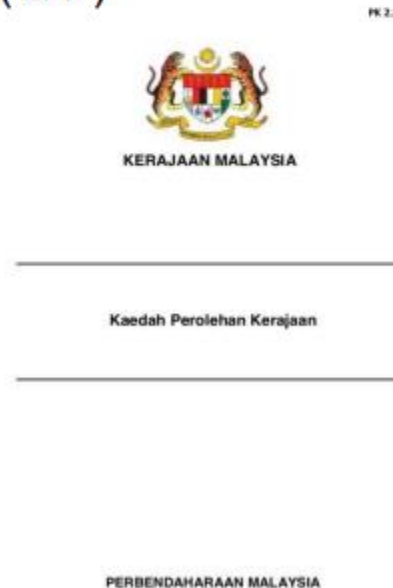 PK 2.
KERAJAAN MALAYSIA
Kaedah Perolehan Kerajaan
PERBENDAHARAAN MALAYSIA